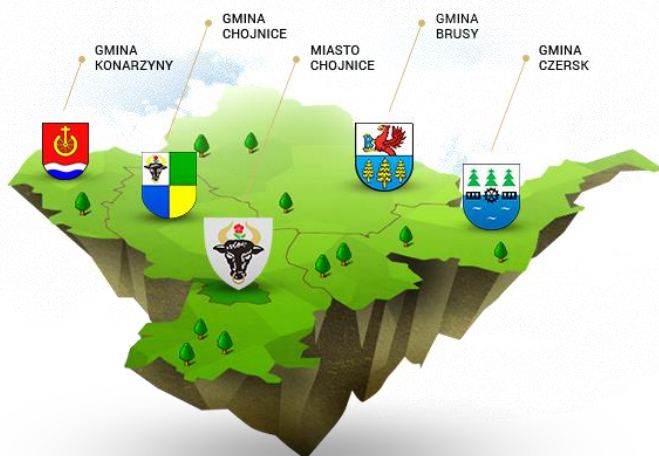 GMINA
KONARZYNY
GMINA
CHOJNICE
MIASTO
CHOJNICE
GMINA
BRUSY
GMINA
CZERSK